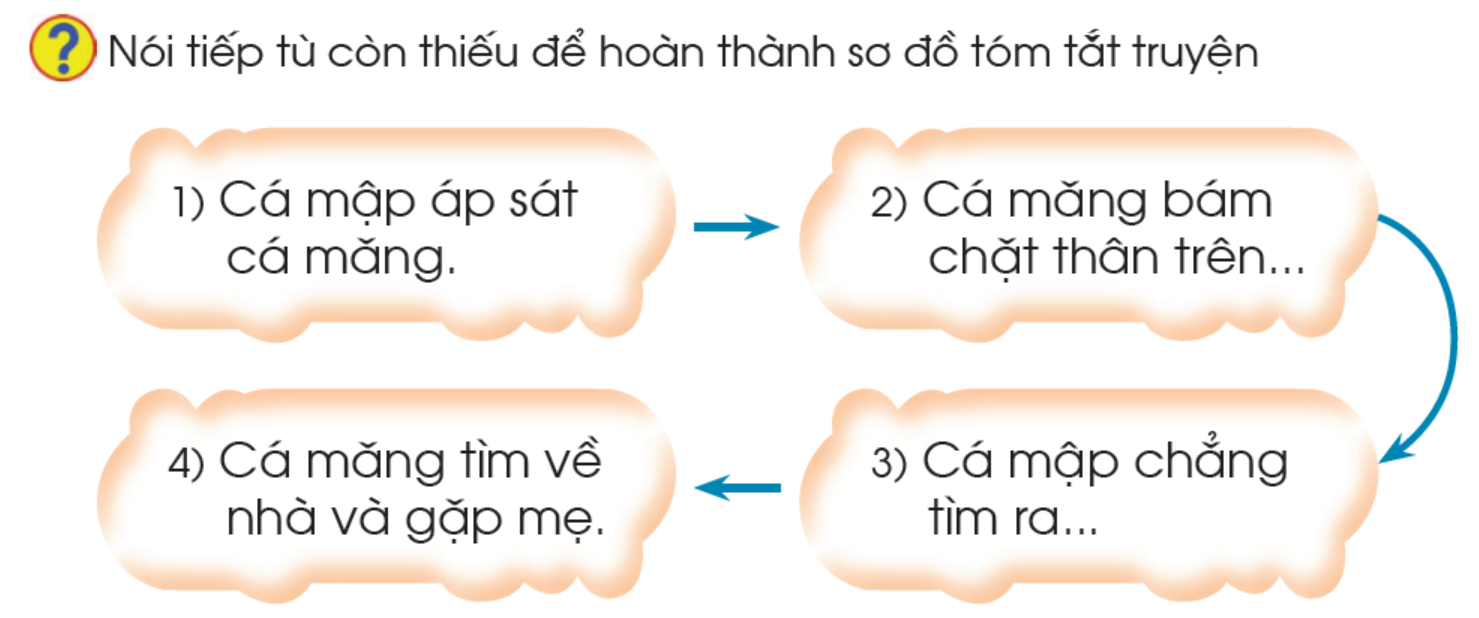 ? Nói tiếp từ còn thiếu để hoàn thành sơ đồ tóm tắt truyện
1) Cá mập áp sát
cá măng.
2) Cá măng bám
chặt thân trên...
3) Cá mập chẳng
tìm ra...
4) Cá măng tìm về
nhà và gặp mẹ.